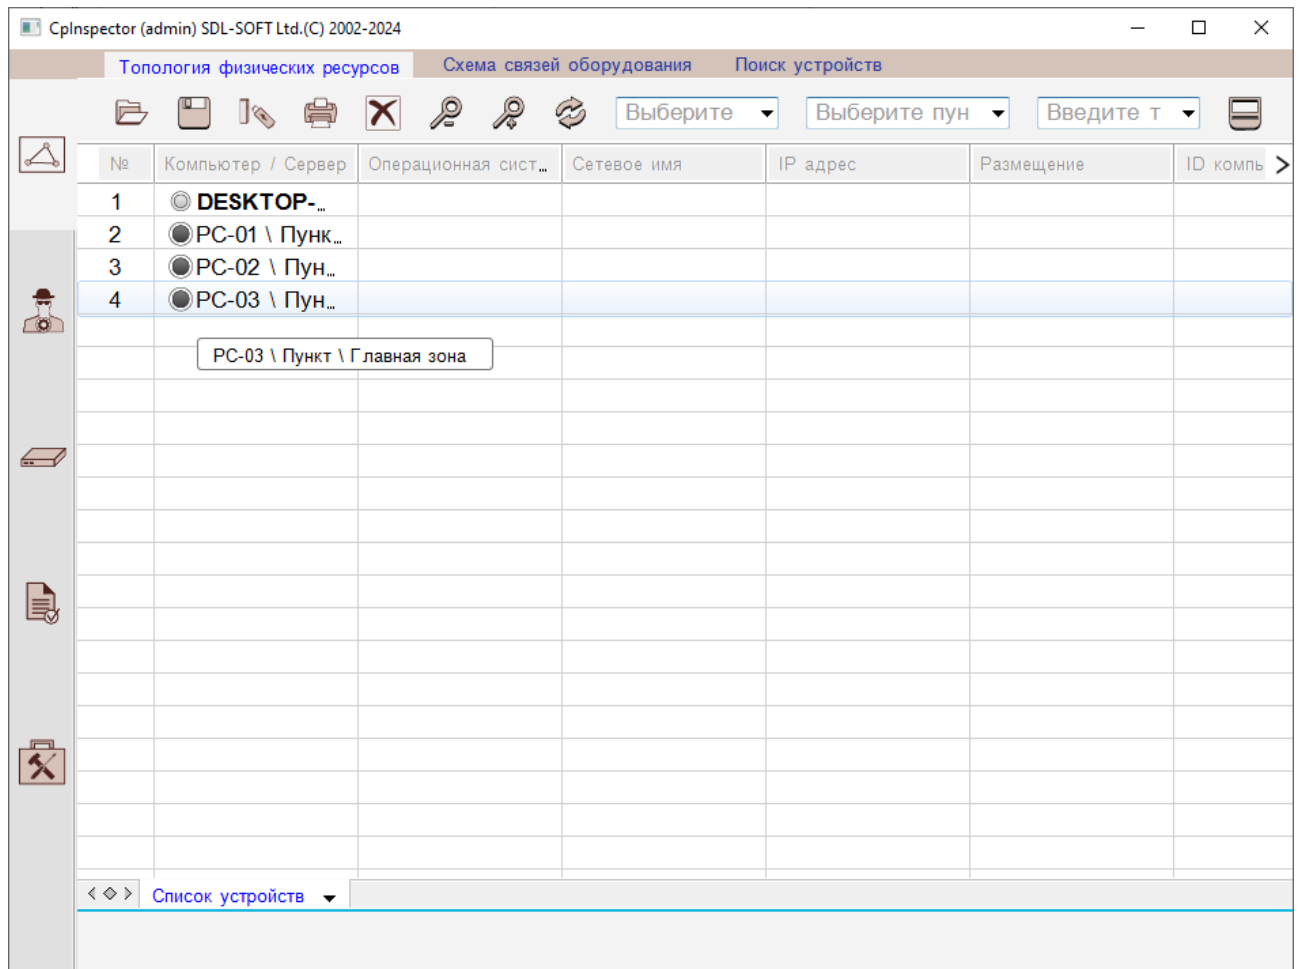 CpInspector (admin) SDL-SOFT Ltd.(C) 2002-2024
Топология физических ресурсов Схема связей оборудования Поиск устройств
Выберите Выберите пун Введите т
№ Компьютер / Сервер Операционная сист... Сетевое имя IP адрес Размещение ID компь
1 DESKTOP-...
2 PC-01 \ Пунк...
3 PC-02 \ Пун...
4 PC-03 \ Пун...
PC-03 \ Пункт \ Главная зона
Список устройств